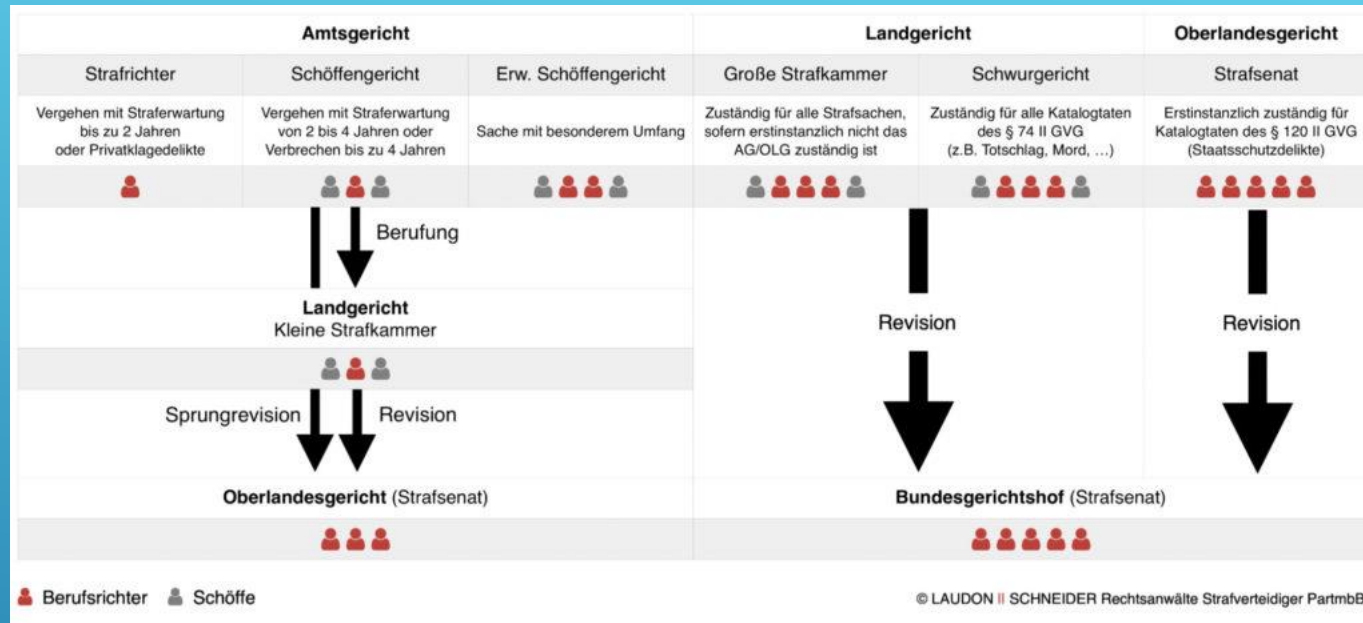 Amtsgericht
Landgericht
Oberlandesgericht
Strafrichter
Schöffengericht
Erw. Schöffengericht
Große Strafkammer
Schwurgericht
Strafsenat
Vergehen mit Straferwartung
bis zu 2 Jahren
oder Privatklagedelikte
Vergehen mit Straferwartung
von 2 bis 4 Jahren oder
Verbrechen bis zu 4 Jahren
Sache mit besonderem Umfang
Zuständig für alle Strafsachen,
sofern erstinstanzlich nicht das
AG/OLG zuständig ist
Zuständig für alle Katalogtaten
des § 74 II GVG
(z.B. Totschlag, Mord, ...)
Erstinstanzlich zuständig für
Katalogtaten des § 120 II GVG
(Staatsschutzdelikte)
Berufung
Landgericht
Kleine Strafkammer
Revision
Revision
Sprungrevision
Revision
Oberlandesgericht (Strafsenat)
Bundesgerichtshof (Strafsenat)
Berufsrichter
Schöffe
© LAUDON II SCHNEIDER Rechtsanwälte Strafverteidiger PartmbB